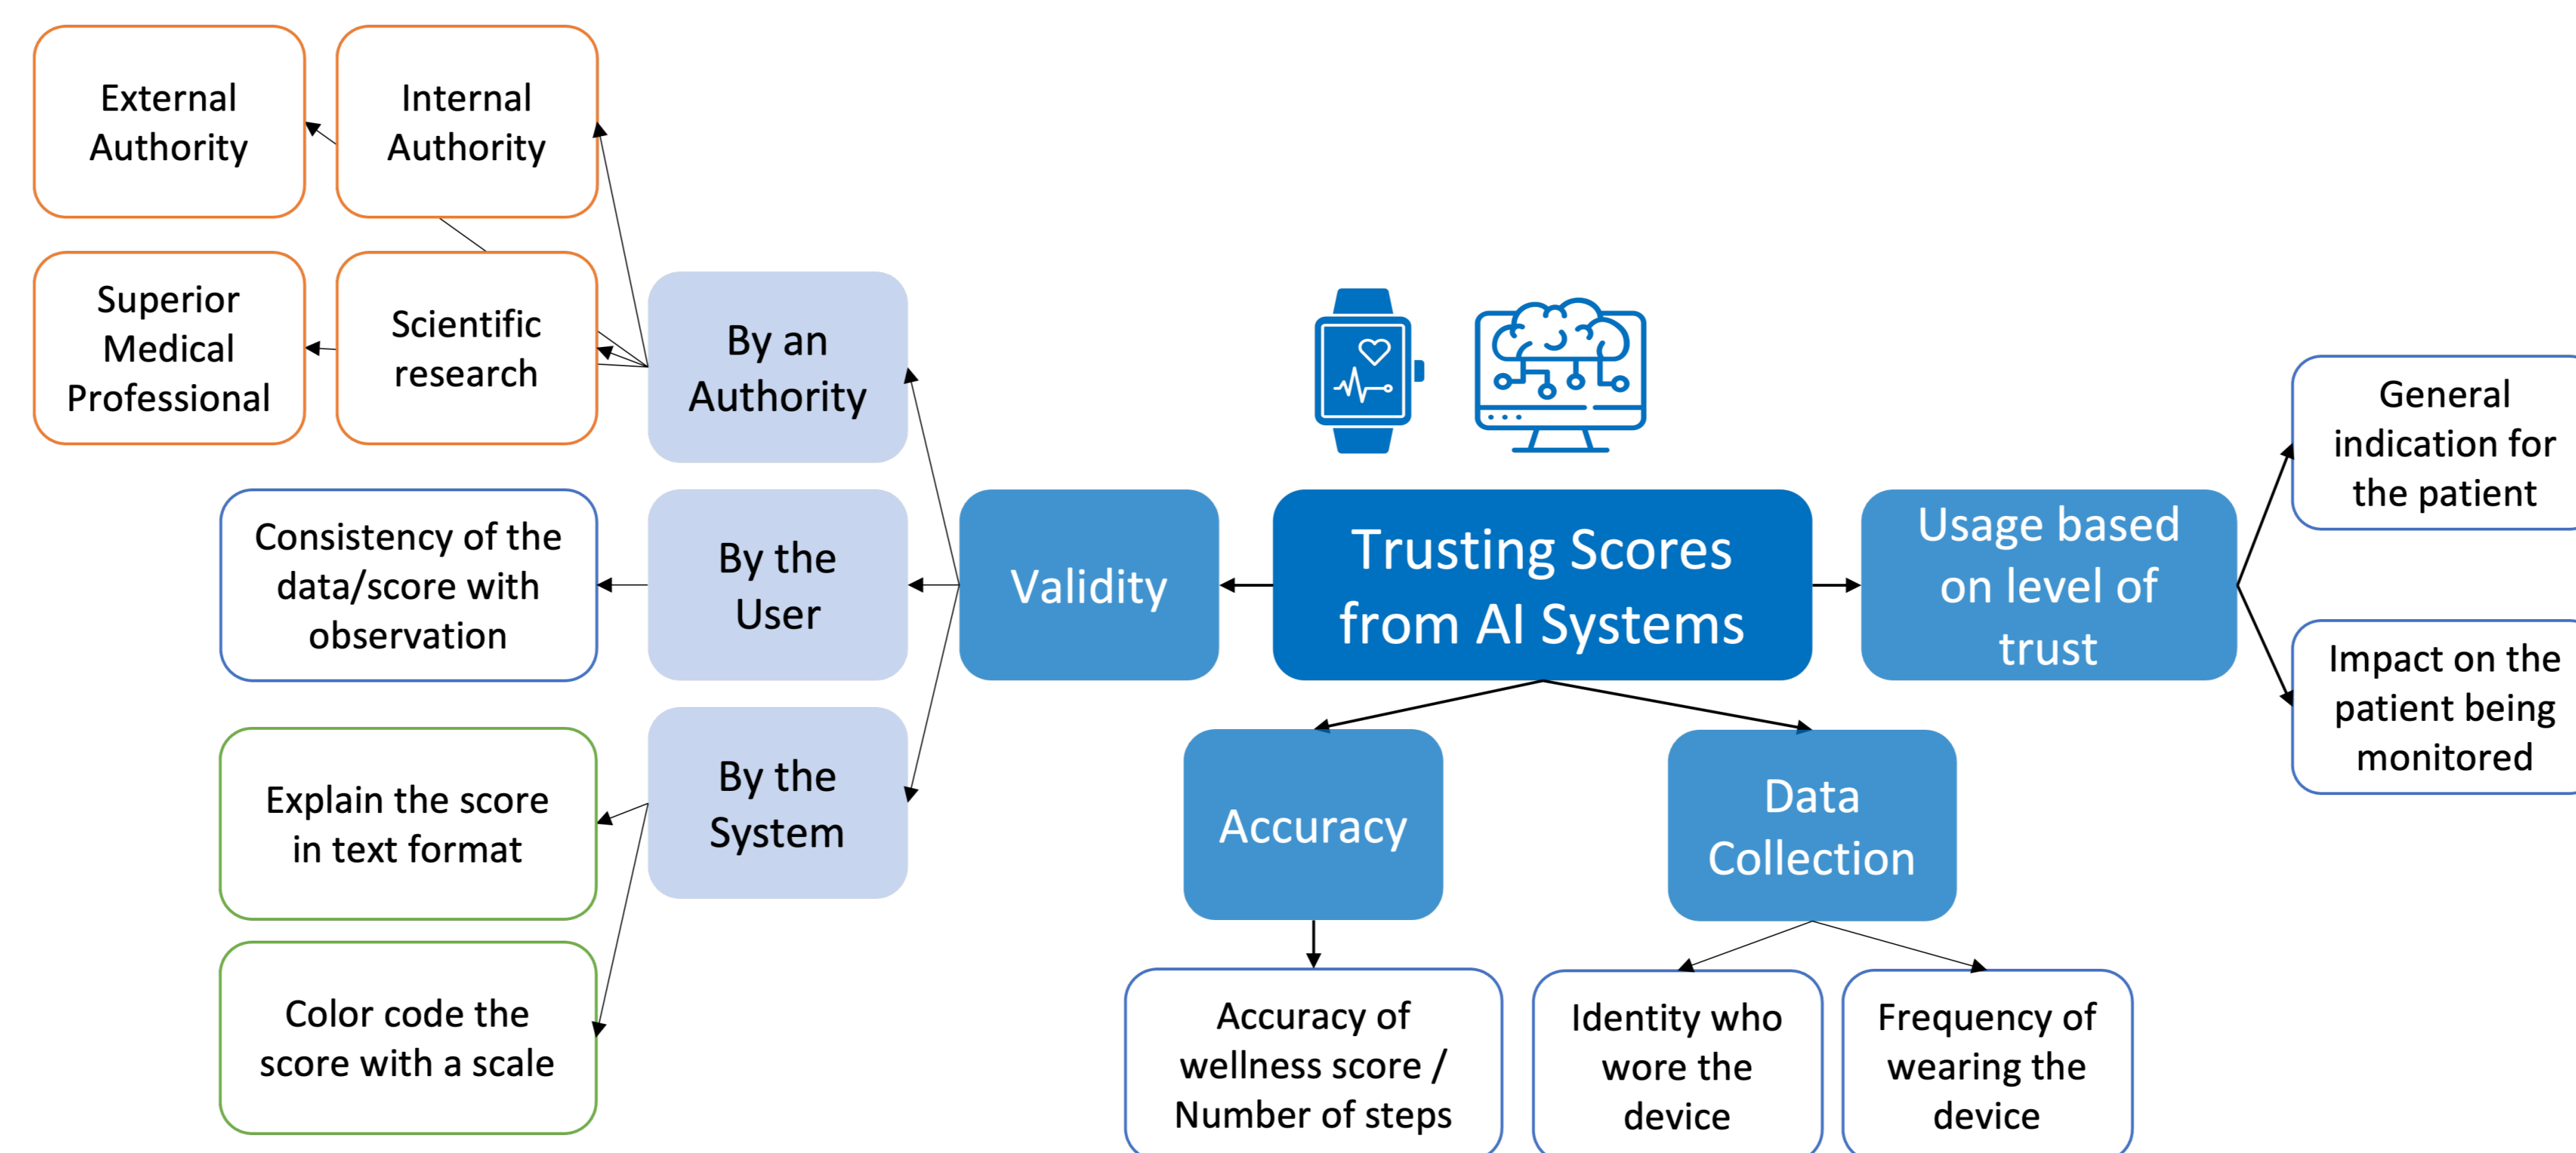 External
Authority
Internal
Authority
Superior
Medical
Professional
Scientific
research
By an
Authority
Consistency of the
data/score with
observation
By the
User
Validity
Trusting Scores
from AI Systems
Usage based
on level of
trust
General
indication for
the patient
Impact on the
patient being
monitored
Explain the score
in text format
By the
System
Color code the
score with a scale
Accuracy
Data
Collection
Accuracy of
wellness score /
Number of steps
Identity who
wore the
device
Frequency of
wearing the
device